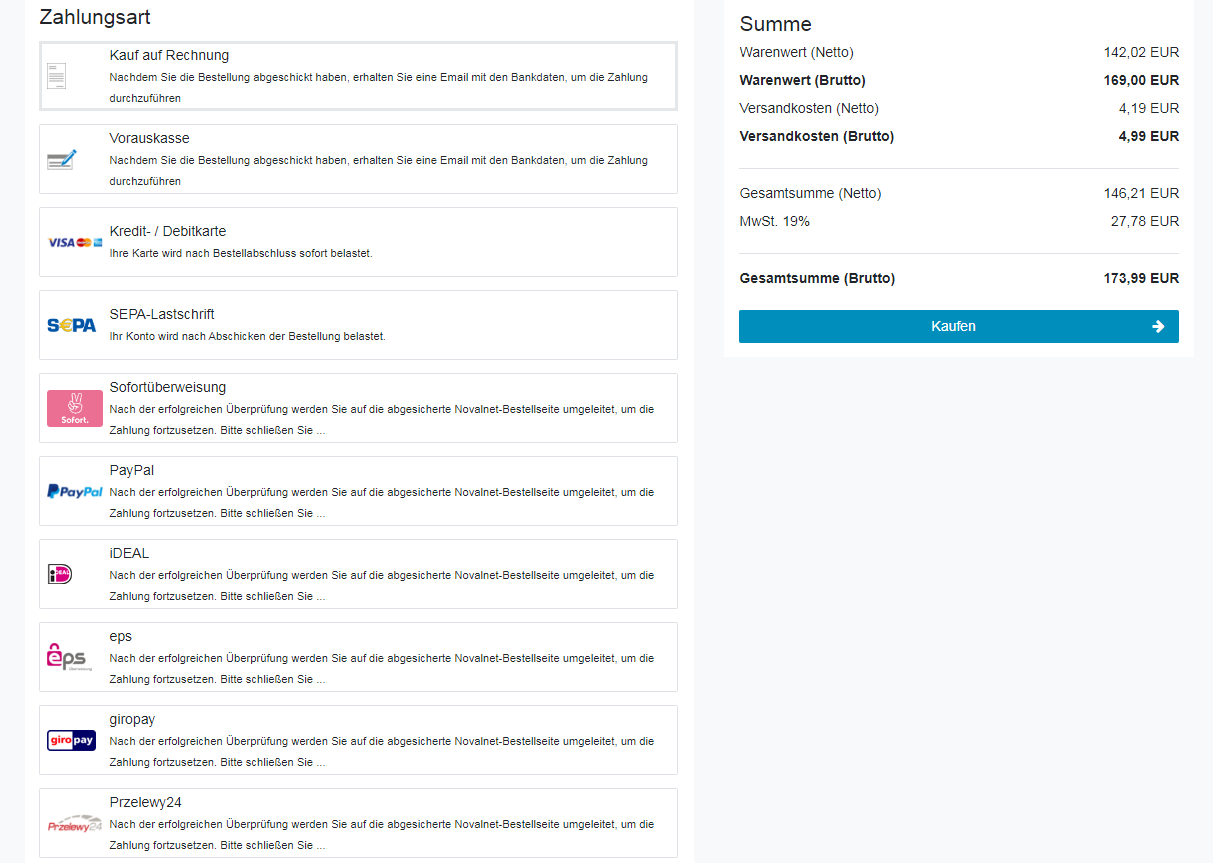 Zahlungsart
Kauf auf Rechnung
Nachdem Sie die Bestellung abgeschickt haben, erhalten Sie eine Email mit den Bankdaten, um die Zahlung
durchzuführen
Vorauskasse
Nachdem Sie die Bestellung abgeschickt haben, erhalten Sie eine Email mit den Bankdaten, um die Zahlung
durchzuführen
VISA
Kredit- / Debitkarte
Ihre Karte wird nach Bestellabschluss sofort belastet.
S€PA
SEPA-Lastschrift
Ihr Konto wird nach Abschicken der Bestellung belastet.
Sofort.
Sofortüberweisung
Nach der erfolgreichen Überprüfung werden Sie auf die abgesicherte Novalnet-Bestellseite umgeleitet, um die
Zahlung fortzusetzen. Bitte schließen Sie ...
PayPal
PayPal
Nach der erfolgreichen Überprüfung werden Sie auf die abgesicherte Novalnet-Bestellseite umgeleitet, um die
Zahlung fortzusetzen. Bitte schließen Sie ...
iDEAL
iDEAL
Nach der erfolgreichen Überprüfung werden Sie auf die abgesicherte Novalnet-Bestellseite umgeleitet, um die
Zahlung fortzusetzen. Bitte schließen Sie ...
eps
eps
Nach der erfolgreichen Überprüfung werden Sie auf die abgesicherte Novalnet-Bestellseite umgeleitet, um die
Zahlung fortzusetzen. Bitte schließen Sie ...
giropay
giropay
Nach der erfolgreichen Überprüfung werden Sie auf die abgesicherte Novalnet-Bestellseite umgeleitet, um die
Zahlung fortzusetzen. Bitte schließen Sie ...
Przelewy24
Przelewy24
Nach der erfolgreichen Überprüfung werden Sie auf die abgesicherte Novalnet-Bestellseite umgeleitet, um die
Zahlung fortzusetzen. Bitte schließen Sie ...
Summe
Warenwert (Netto) 142,02 EUR
Warenwert (Brutto) 169,00 EUR
Versandkosten (Netto) 4,19 EUR
Versandkosten (Brutto) 4,99 EUR
Gesamtsumme (Netto) 146,21 EUR
MwSt. 19% 27,78 EUR
Gesamtsumme (Brutto) 173,99 EUR
Kaufen